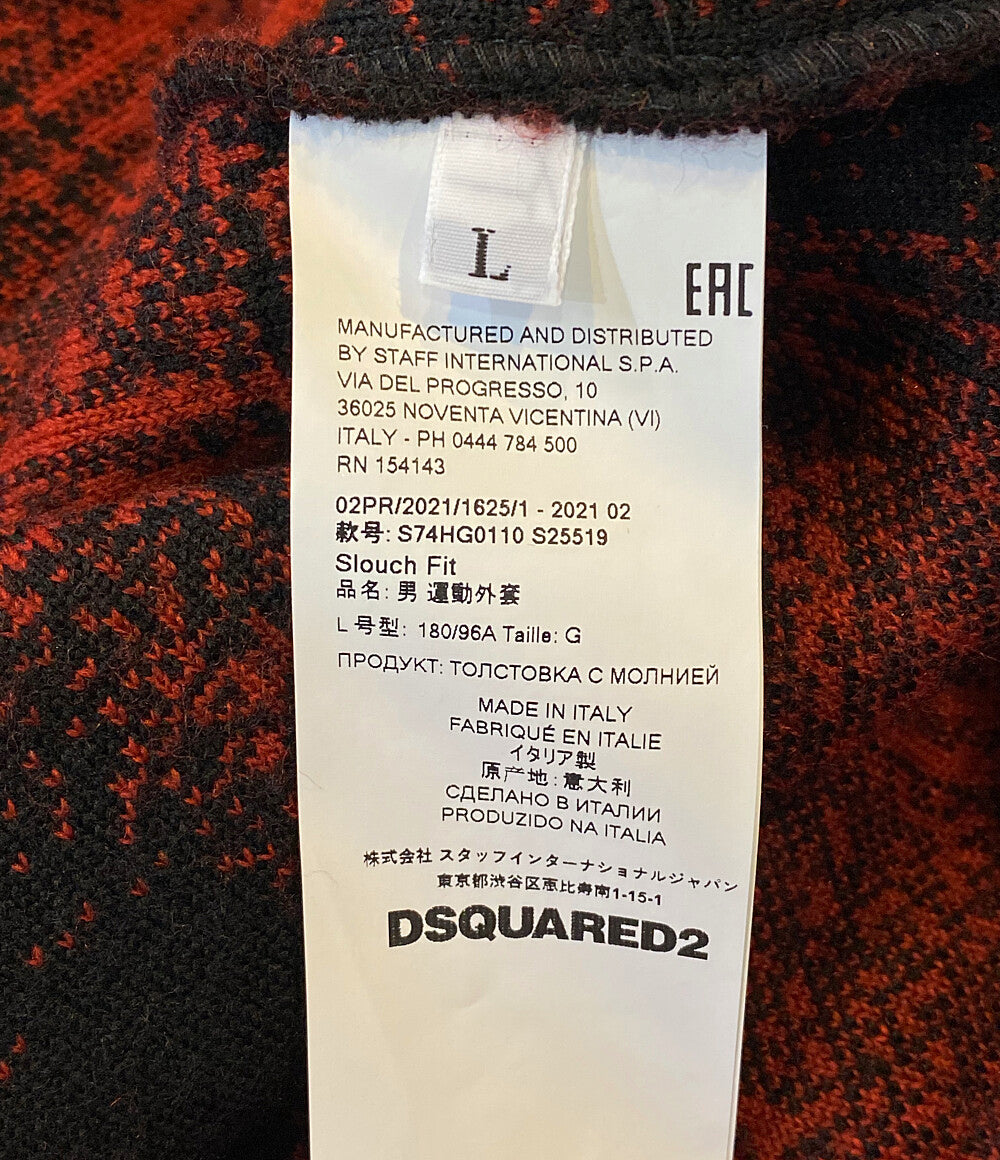 L
EAC
MANUFACTURED AND DISTRIBUTED
BY STAFF INTERNATIONAL S.P.A.
VIA DEL PROGRESSO, 10
36025 NOVENTA VICENTINA (VI)
ITALY - PH 0444 784 500
RN 154143
02PR/2021/1625/1 - 2021 02
款号: S74HG0110 S25519
Slouch Fit
品名: 男 運動外套
L 号型: 180/96A Taille: G
ПРОДУКТ: ТОЛСТОВКА С МОЛНИЕЙ
MADE IN ITALY
FABRIQUÉ EN ITALIE
イタリア製
原产地: 意大利
СДЕЛАНО В ИТАЛИИ
PRODUZIDO NA ITALIA
株式会社 スタッフインターナショナルジャパン
東京都渋谷区恵比寿南1-15-1
DSQUARED2